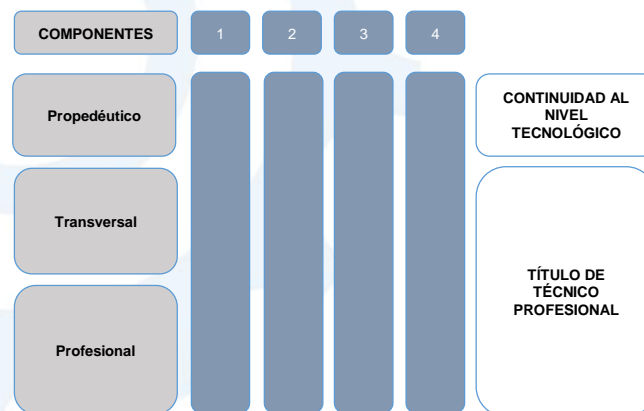 COMPONENTES
1
2
3
4
Propedéutico
CONTINUIDAD AL
NIVEL
TECNOLÓGICO
Transversal
TÍTULO DE
TÉCNICO
PROFESIONAL
Profesional